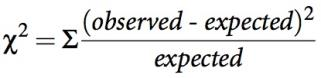 χ² = Σ (observed - expected)² / expected